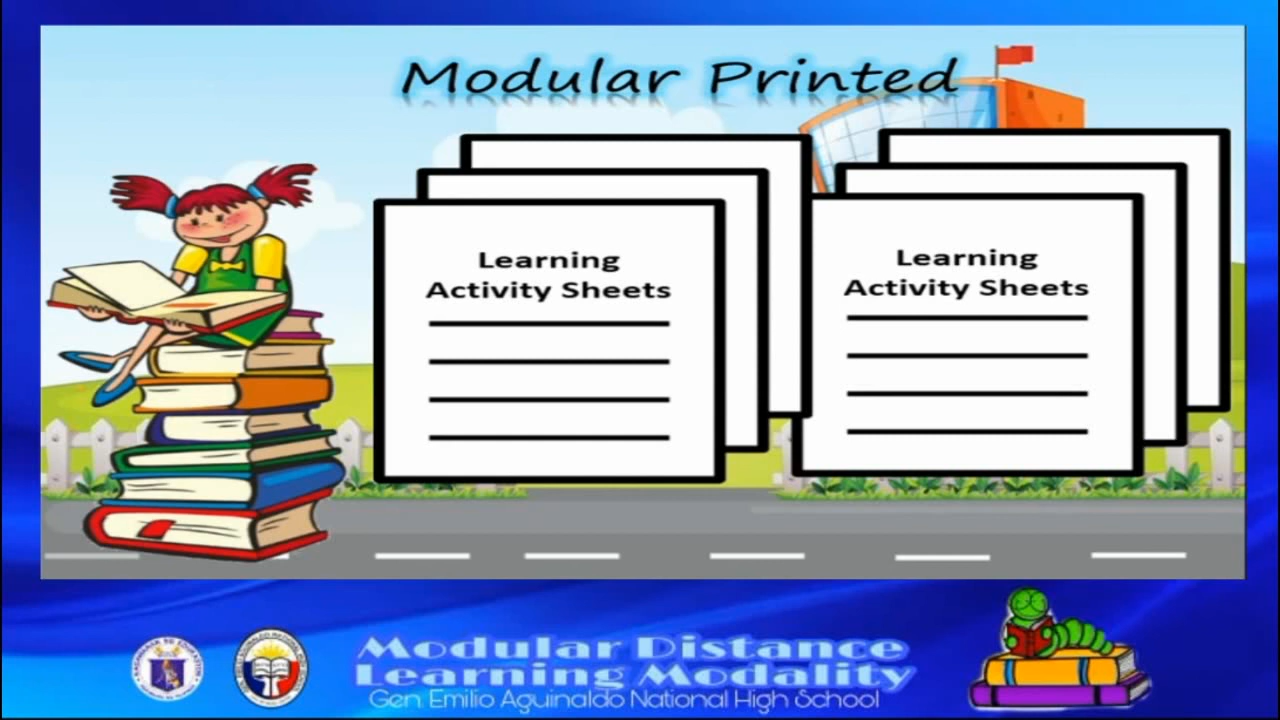 Modular Printed
Learning
Activity Sheets
Learning
Activity Sheets
Modular Distance
Learning Modality
Gen. Emilio Aguinaldo National High School